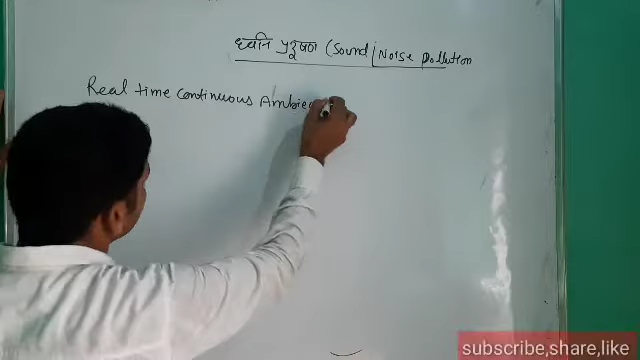 ध्वनि प्रदूषण (Sound/Noise Pollution
Real time continuous Ambie
subscribe,share,like